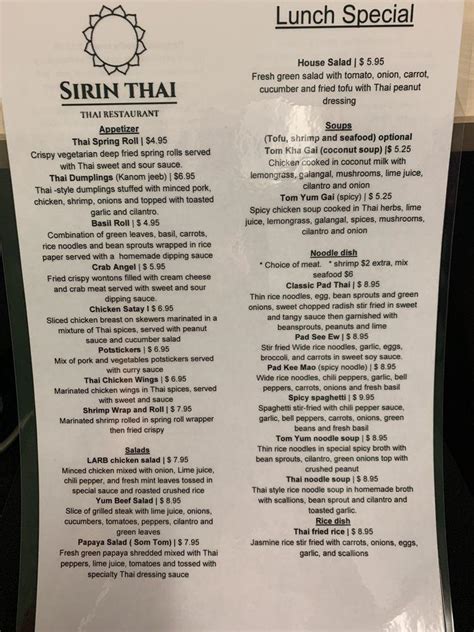 SIRIN THAI
THAI RESTAURANT
Appetizer
Thai Spring Roll | $4.95
Crispy vegetarian deep fried spring rolls served
with Thai sweet and sour sauce.
Thai Dumplings (Kanom jeeb) | $6.95
Thai -style dumplings stuffed with minced pork,
chicken, shrimp, onions and topped with toasted
garlic and cilantro.
Basil Roll | $ 4.95
Combination of green leaves, basil, carrots,
rice noodles and bean sprouts wrapped in rice
paper served with a homemade dipping sauce
Crab Angel | $ 5.95
Fried crispy wontons filled with cream cheese
and crab meat served with sweet and sour
dipping sauce.
Chicken Satay I $ 6.95
Sliced chicken breast on skewers marinated in a
mixture of Thai spices, served with peanut
sauce and cucumber salad
Potstickers | $ 6.95
Mix of pork and vegetables potstickers served
with curry sauce
Thai Chicken Wings | $ 6.95
Marinated chicken wings in Thai spices, served
with sweet and sour sauce
Shrimp Wrap and Roll | $ 7.95
Marinated shrimp rolled in spring roll wrapper
then fried crispy
Salads
LARB chicken salad | $ 7.95
Minced chicken mixed with onion, Lime juice,
chili pepper, and fresh mint leaves tossed in
special sauce and roasted crushed rice
Yum Beef Salad | $ 8.95
Slice of grilled steak with lime juice, onions,
cucumbers, tomatoes, peppers, cilantro and
green leaves
Papaya Salad ( Som Tom) | $ 7.95
Fresh green papaya shredded mixed with Thai
peppers, lime juice, tomatoes and tossed with
specialty Thai dressing sauce
Lunch Special
House Salad | $ 5.95
Fresh green salad with tomato, onion, carrot,
cucumber and fried tofu with Thai peanut
dressing
Soups
(Tofu, shrimp and seafood) optional
Tom Kha Gai (coconut soup) |$ 5.25
Chicken cooked in coconut milk with
lemongrass, galangal, mushrooms, lime juice,
cilantro and onion
Tom Yum Gai (spicy) | $ 5.25
Spicy chicken soup cooked in Thai herbs, lime
juice, lemongrass, galangal, spices, mushrooms,
cilantro and onion
Noodle dish
* Choice of meat. * shrimp $2 extra, mix
seafood $6
Classic Pad Thai | $ 8.95
Thin rice noodles, egg, bean sprouts and green
onions, sweet chopped radish stir fried in sweet
and tangy sauce then garnished with
beansprouts, peanuts and lime
Pad See Ew | $ 8.95
Stir fried Wide rice noodles, garlic, eggs,
broccoli, and carrots in sweet soy sauce.
Pad Kee Mao (spicy noodle) | $ 8.95
Wide rice noodles, chili peppers, garlic, bell
peppers, carrots, onions and fresh basil
Spicy spaghetti | $ 9.95
Spaghetti stir-fried with chili pepper sauce,
garlic, bell peppers, carrots, onions, green
onions and fresh basil
Tom Yum noodle soup | $ 8.95
Thin rice noodles in special spicy broth with
bean sprouts, cilantro, green onions top with
crushed peanut
Thai noodle soup | $ 8.95
Thai style rice noodle soup in homemade broth
with scallions, bean sprout and cilantro and
toasted garlic.
Rice dish
Thai fried rice | $ 8.95
Jasmine rice stir fried with carrots, onions, eggs,
garlic, and scallions